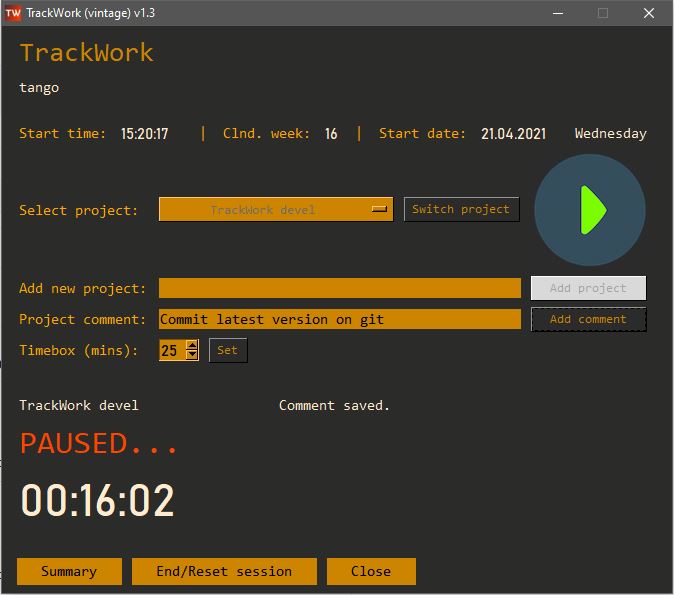 TW TrackWork (vintage) v1.3
TrackWork
tango
Start time: 15:20:17 | Clnd. week: 16 | Start date: 21.04.2021 Wednesday
Select project: TrackWork devel Switch project
Add new project: Add project
Project comment: Commit latest version on git Add comment
Timebox (mins): 25 Set
TrackWork devel Comment saved.
PAUSED...
00:16:02
Summary End/Reset session Close